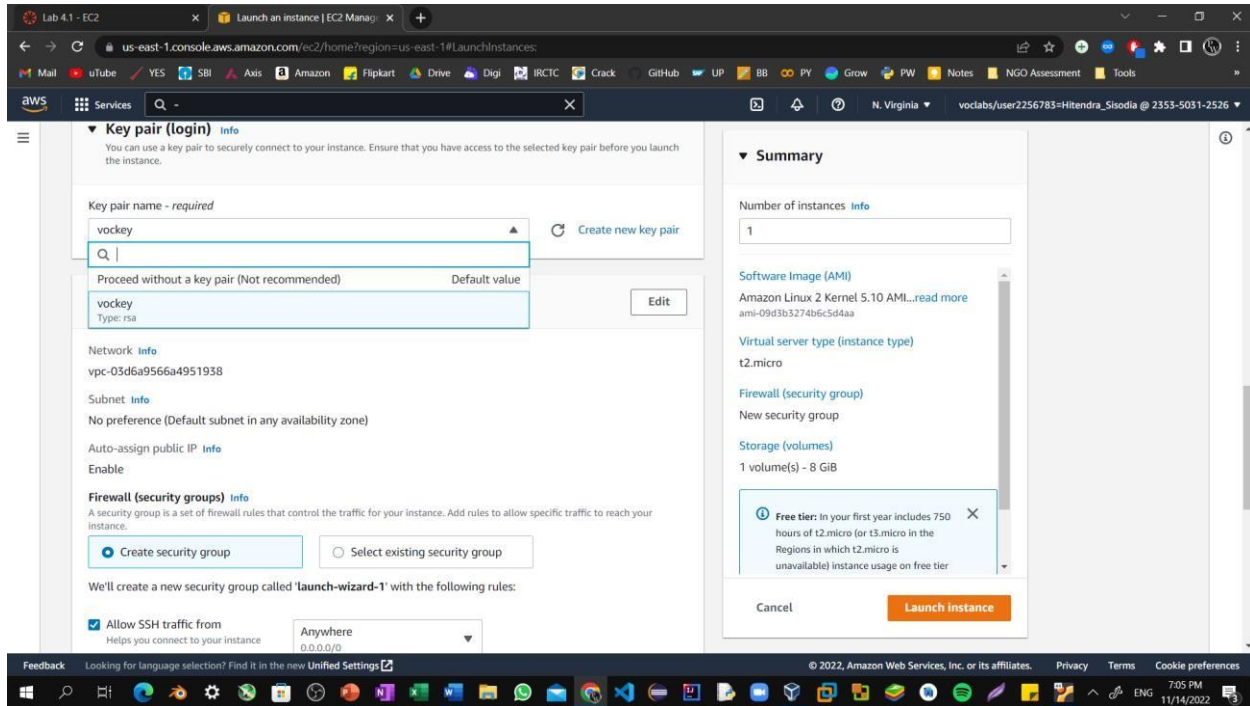 Lab 4.1 - EC2
Launch an instance | EC2 Manag
us-east-1.console.aws.amazon.com/ec2/home?region=us-east-1#LaunchInstances:
Mail uTube YES SBI Axis Amazon Flipkart Drive Digi IRCTC Crack GitHub UP BB PY Grow PW Notes NGO Assessment Tools »
aws Services - N. Virginia ▼ voclabs/user2256783=Hitendra_Sisodia @ 2353-5031-2526 ▼
▼ Key pair (login) Info
You can use a key pair to securely connect to your instance. Ensure that you have access to the selected key pair before you launch
the instance.
Key pair name - required
vockey
Create new key pair
Proceed without a key pair (Not recommended) Default value
vockey
Type: rsa
Edit
Network Info
vpc-03d6a9566a4951938
Subnet Info
No preference (Default subnet in any availability zone)
Auto-assign public IP Info
Enable
Firewall (security groups) Info
A security group is a set of firewall rules that control the traffic for your instance. Add rules to allow specific traffic to reach your
instance.
Create security group
Select existing security group
We'll create a new security group called 'launch-wizard-1' with the following rules:
Allow SSH traffic from
Helps you connect to your instance
Anywhere
0.0.0.0/0
▼ Summary
Number of instances Info
1
Software Image (AMI)
Amazon Linux 2 Kernel 5.10 AMI...read more
ami-09d3b3274b6c5d4aa
Virtual server type (instance type)
t2.micro
Firewall (security group)
New security group
Storage (volumes)
1 volume(s) - 8 GiB
Free tier: In your first year includes 750
hours of t2.micro (or t3.micro in the
Regions in which t2.micro is
unavailable) instance usage on free tier
Cancel
Launch instance
Feedback Looking for language selection? Find it in the new Unified Settings © 2022, Amazon Web Services, Inc. or its affiliates. Privacy Terms Cookie preferences
ENG
7:05 PM
11/14/2022
3